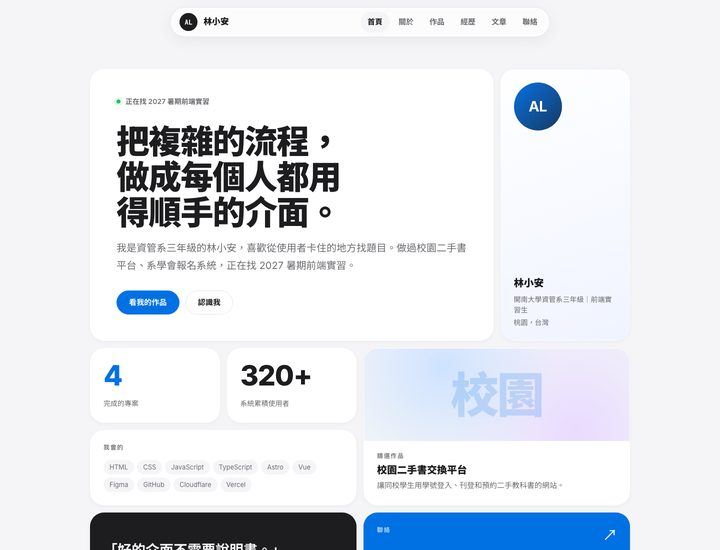 AL 林小安 首頁 關於 作品 經歷 文章 聯絡
正在找 2027 暑期前端實習
把複雜的流程，
做成每個人都用
得順手的介面。
我是資管系三年級的林小安，喜歡從使用者卡住的地方找題目。做過校園二手書
平台、系學會報名系統，正在找 2027 暑期前端實習。
看我的作品 認識我
AL
林小安
開南大學資管系三年級｜前端實
習生
桃園，台灣
4
完成的專案
320+
系統累積使用者
校園
精選作品
校園二手書交換平台
讓同校學生用學號登入、刊登和預約二手教科書的網站。
我會的
HTML CSS JavaScript TypeScript Astro Vue
Figma GitHub Cloudflare Vercel
「好的介面不需要說明書。」
聯絡